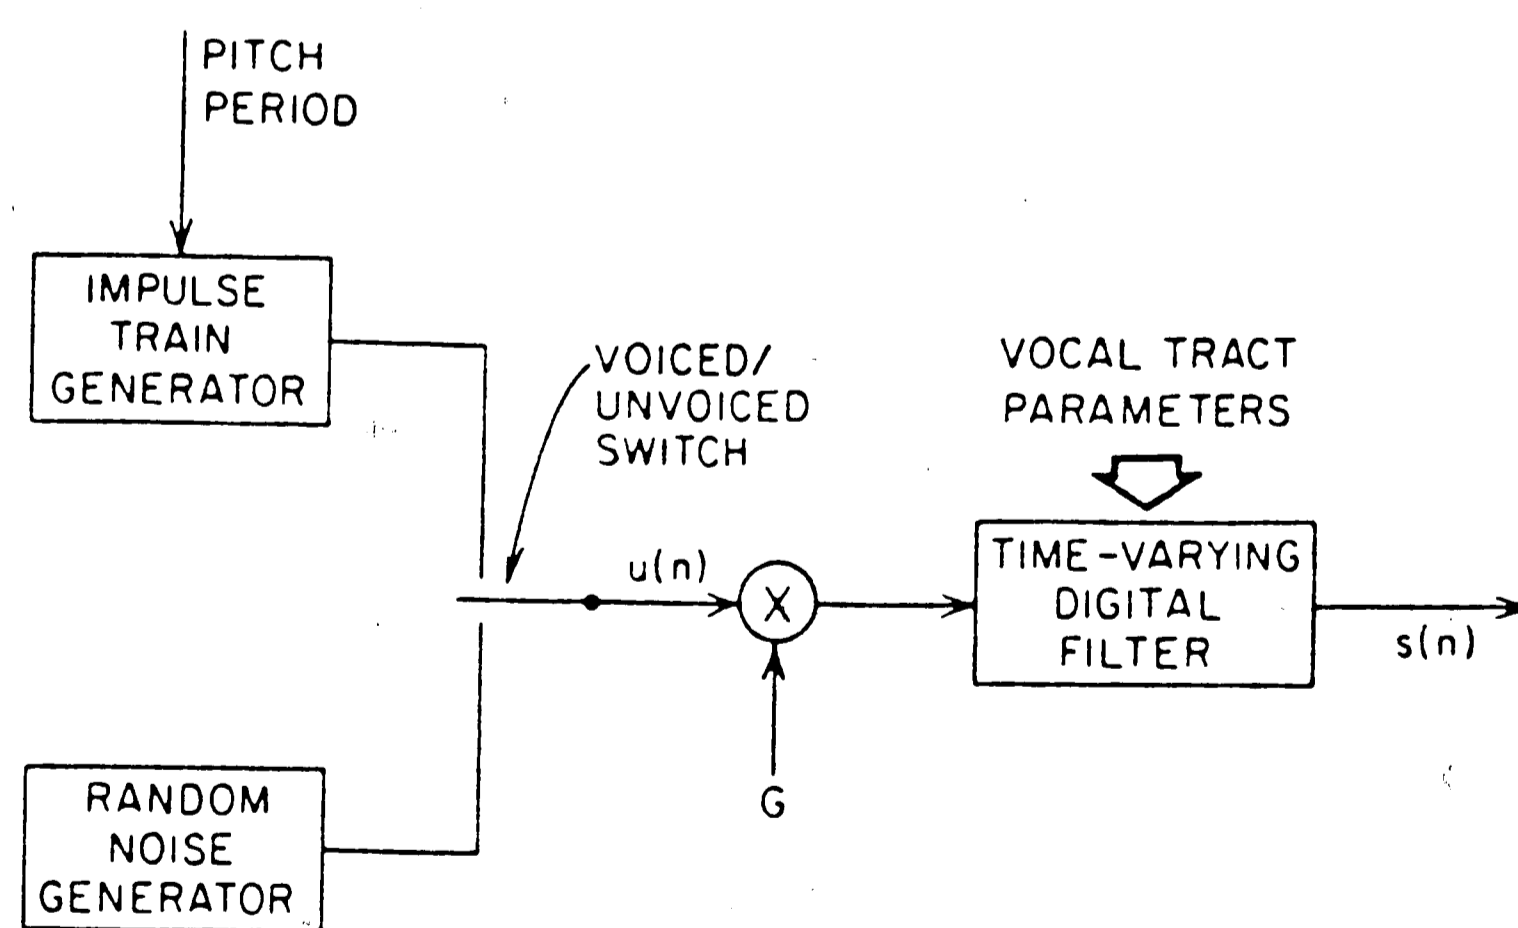 PITCH
PERIOD
IMPULSE
TRAIN
GENERATOR
VOICED/
UNVOICED
SWITCH
VOCAL TRACT
PARAMETERS
u(n)
X
TIME-VARYING
DIGITAL
FILTER
s(n)
G
RANDOM
NOISE
GENERATOR